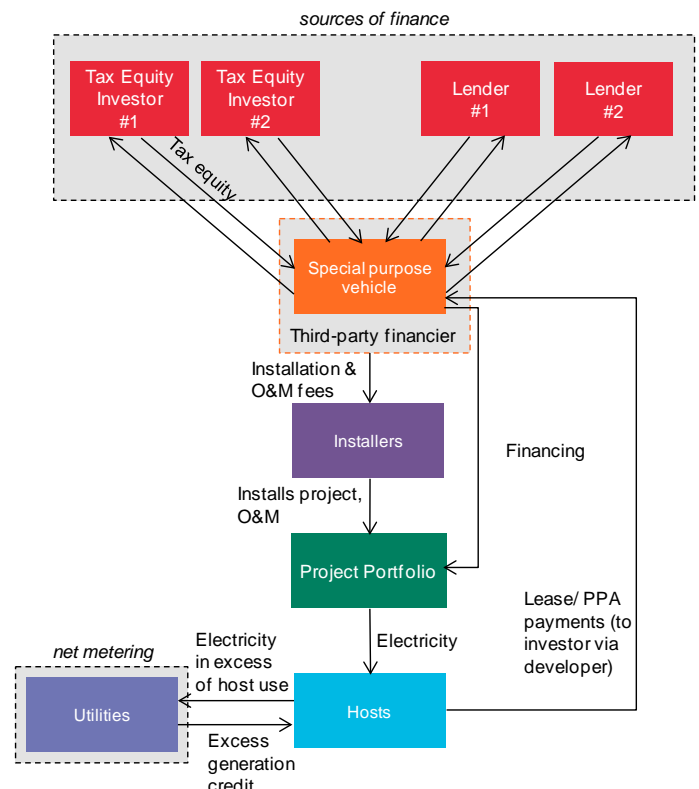 sources of finance
Tax Equity
Investor
#1
Tax Equity
Investor
#2
Lender
#1
Lender
#2
Tax equity
Special purpose
vehicle
Third-party financier
Installation &
O&M fees
Installers
Financing
Installs project,
O&M
Project Portfolio
Lease/ PPA
payments (to
investor via
developer)
Electricity
net metering
Electricity
in excess
of host use
Utilities
Hosts
Excess
generation
credit